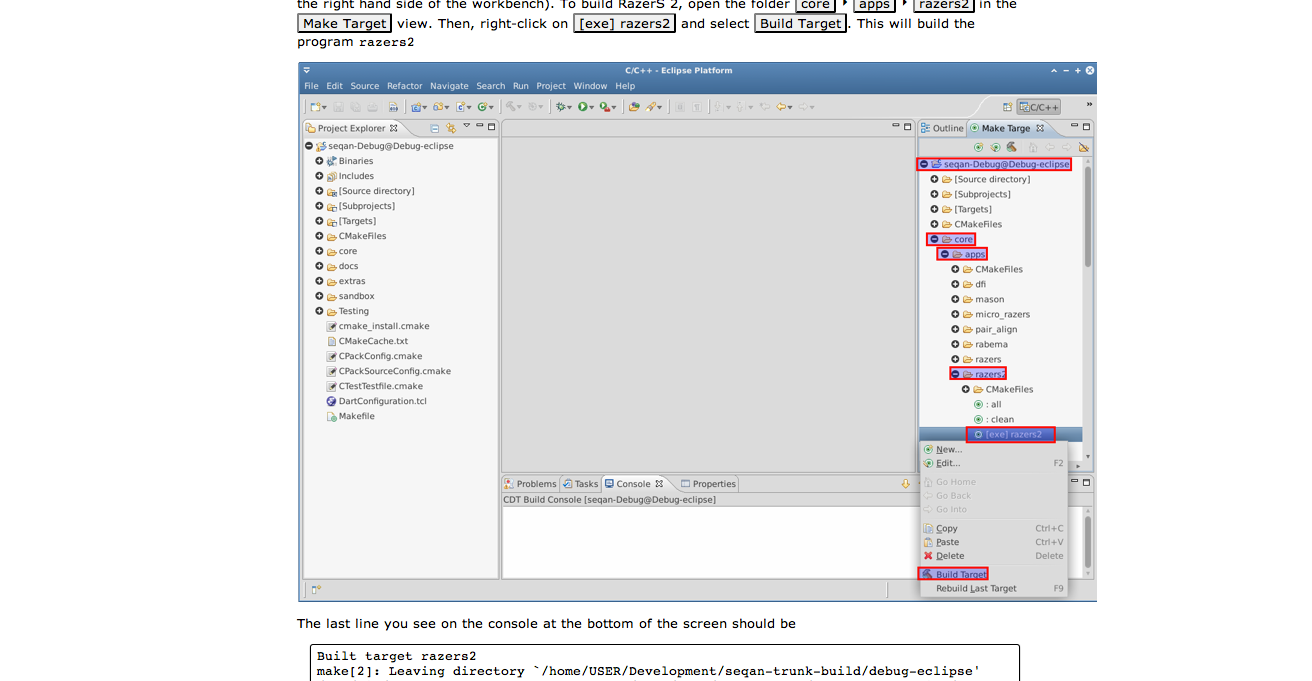 the right hand side of the workbench). To build RazerS 2, open the folder core ▸ apps ▸ razers2 in the
Make Target view. Then, right-click on [exe] razers2 and select Build Target. This will build the
program razers2
C/C++ - Eclipse Platform
File Edit Source Refactor Navigate Search Run Project Window Help
C/C++
Project Explorer
seqan-Debug@Debug-eclipse
Binaries
Includes
[Source directory]
[Subprojects]
[Targets]
CMakeFiles
core
docs
extras
sandbox
Testing
cmake_install.cmake
CMakeCache.txt
CPackConfig.cmake
CPackSourceConfig.cmake
CTestTestfile.cmake
DartConfiguration.tcl
Makefile
Outline Make Targe
seqan-Debug@Debug-eclipse
[Source directory]
[Subprojects]
[Targets]
CMakeFiles
core
apps
CMakeFiles
dfi
mason
micro_razers
pair_align
rabema
razers
razers2
CMakeFiles
: all
: clean
[exe] razers2
New...
Edit... F2
Go Home
Go Back
Go Into
Copy Ctrl+C
Paste Ctrl+V
Delete Delete
Build Target
Rebuild Last Target F9
Problems Tasks Console Properties
CDT Build Console [seqan-Debug@Debug-eclipse]
The last line you see on the console at the bottom of the screen should be
Built target razers2
make[2]: Leaving directory `/home/USER/Development/seqan-trunk-build/debug-eclipse'